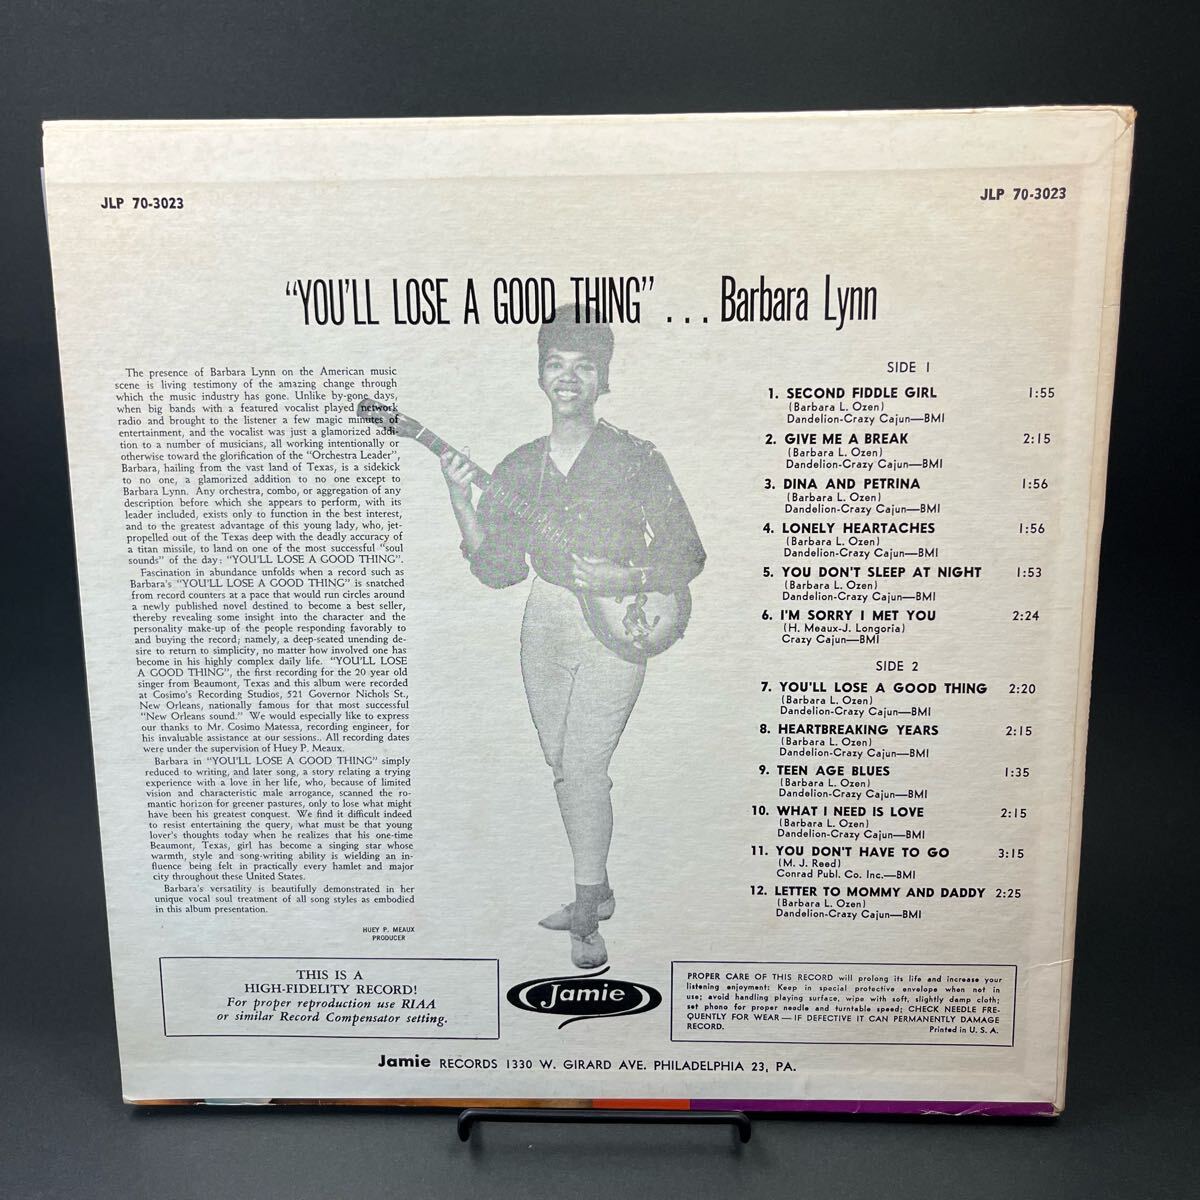 JLP 70-3023
JLP 70-3023
"YOU'LL LOSE A GOOD THING" . . . Barbara Lynn
The presence of Barbara Lynn on the American music
scene is living testimony of the amazing change through
which the music industry has gone. Unlike by-gone days,
when big bands with a featured vocalist played network
radio and brought to the listener a few magic minutes of
entertainment, and the vocalist was just a glamorized addi-
tion to a number of musicians, all working intentionally or
otherwise toward the glorification of the "Orchestra Leader",
Barbara, hailing from the vast land of Texas, is a sidekick
to no one, a glamorized addition to no one except to
Barbara Lynn. Any orchestra, combo, or aggregation of any
description before which she appears to perform, with its
leader included, exists only to function in the best interest,
and to the greatest advantage of this young lady, who, jet-
propelled out of the Texas deep with the deadly accuracy of
a titan missile, to land on one of the most successful "soul
sounds" of the day: "YOU'LL LOSE A GOOD THING".
Fascination in abundance unfolds when a record such as
Barbara's "YOU'LL LOSE A GOOD THING" is snatched
from record counters at a pace that would run circles around
a newly published novel destined to become a best seller,
thereby revealing some insight into the character and the
personality make-up of the people responding favorably to
and buying the record; namely, a deep-seated unending de-
sire to return to simplicity, no matter how involved one has
become in his highly complex daily life. "YOU'LL LOSE
A GOOD THING", the first recording for the 20 year old
singer from Beaumont, Texas and this album were recorded
at Cosimo's Recording Studios, 521 Governor Nichols St.,
New Orleans, nationally famous for that most successful
"New Orleans sound." We would especially like to express
our thanks to Mr. Cosimo Matessa, recording engineer, for
his invaluable assistance at our sessions.. All recording dates
were under the supervision of Huey P. Meaux.
Barbara in "YOU'LL LOSE A GOOD THING" simply
reduced to writing, and later song, a story relating a trying
experience with a love in her life, who, because of limited
vision and characteristic male arrogance, scanned the ro-
mantic horizon for greener pastures, only to lose what might
have been his greatest conquest. We find it difficult indeed
to resist entertaining the query, what must be that young
lover's thoughts today when he realizes that his one-time
Beaumont, Texas, girl has become a singing star whose
warmth, style and song-writing ability is wielding an in-
fluence being felt in practically every hamlet and major
city throughout these United States.
Barbara's versatility is beautifully demonstrated in her
unique vocal soul treatment of all song styles as embodied
in this album presentation.
HUEY P. MEAUX
PRODUCER
SIDE 1
1. SECOND FIDDLE GIRL 1:55
(Barbara L. Ozen)
Dandelion-Crazy Cajun—BMI
2. GIVE ME A BREAK 2:15
(Barbara L. Ozen)
Dandelion-Crazy Cajun—BMI
3. DINA AND PETRINA 1:56
(Barbara L. Ozen)
Dandelion-Crazy Cajun—BMI
4. LONELY HEARTACHES 1:56
(Barbara L. Ozen)
Dandelion-Crazy Cajun—BMI
5. YOU DON'T SLEEP AT NIGHT 1:53
(Barbara L. Ozen)
Dandelion-Crazy Cajun—BMI
6. I'M SORRY I MET YOU 2:24
(H. Meaux-J. Longoria)
Crazy Cajun—BMI
SIDE 2
7. YOU'LL LOSE A GOOD THING 2:20
(Barbara L. Ozen)
Dandelion-Crazy Cajun—BMI
8. HEARTBREAKING YEARS 2:15
(Barbara L. Ozen)
Dandelion-Crazy Cajun—BMI
9. TEEN AGE BLUES 1:35
(Barbara L. Ozen)
Dandelion-Crazy Cajun—BMI
10. WHAT I NEED IS LOVE 2:15
(Barbara L. Ozen)
Dandelion-Crazy Cajun—BMI
11. YOU DON'T HAVE TO GO 3:15
(M. J. Reed)
Conrad Publ. Co. Inc.—BMI
12. LETTER TO MOMMY AND DADDY 2:25
(Barbara L. Ozen)
Dandelion-Crazy Cajun—BMI
THIS IS A
HIGH-FIDELITY RECORD!
For proper reproduction use RIAA
or similar Record Compensator setting.
Jamie
PROPER CARE OF THIS RECORD will prolong its life and increase your
listening enjoyment: Keep in special protective envelope when not in
use; avoid handling playing surface, wipe with soft, slightly damp cloth;
set phono for proper needle and turntable speed; CHECK NEEDLE FRE-
QUENTLY FOR WEAR — IF DEFECTIVE IT CAN PERMANENTLY DAMAGE
RECORD. Printed in U. S. A.
Jamie RECORDS 1330 W. GIRARD AVE. PHILADELPHIA 23, PA.